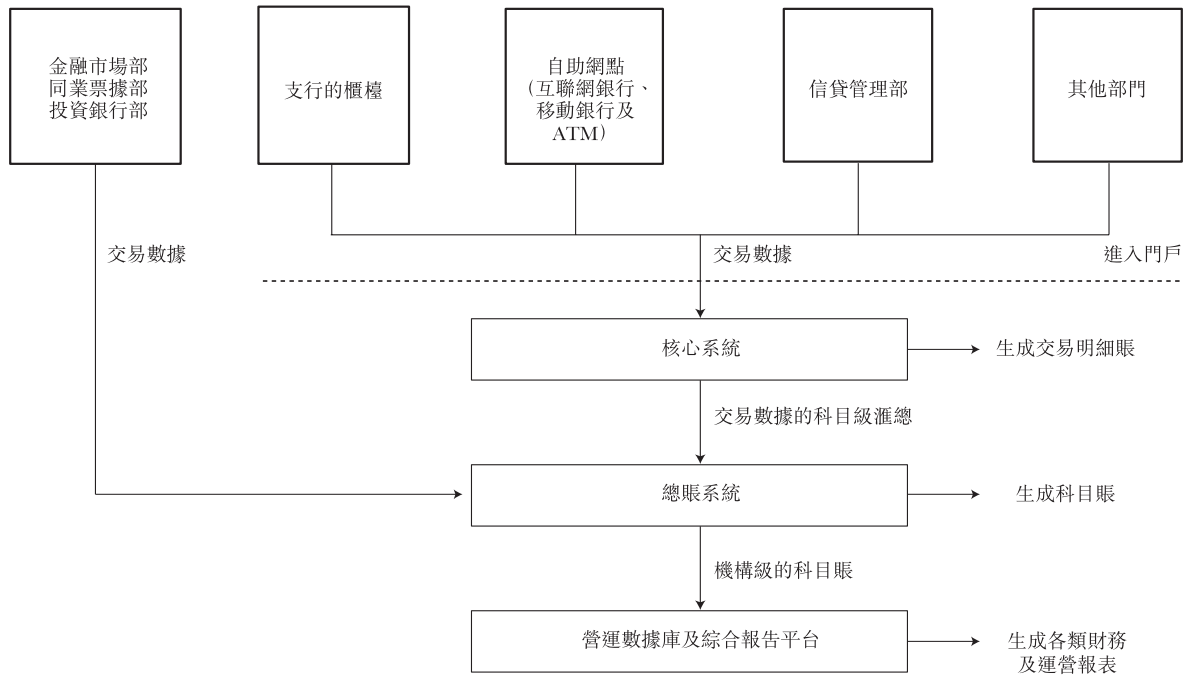 金融市場部
同業票據部
投資銀行部
支行的櫃檯
自助網點
（互聯網銀行、
移動銀行及
ATM）
信貸管理部
其他部門
交易數據
交易數據
進入門戶
核心系統
生成交易明細賬
交易數據的科目級滙總
總賬系統
生成科目賬
機構級的科目賬
營運數據庫及綜合報告平台
生成各類財務
及運營報表